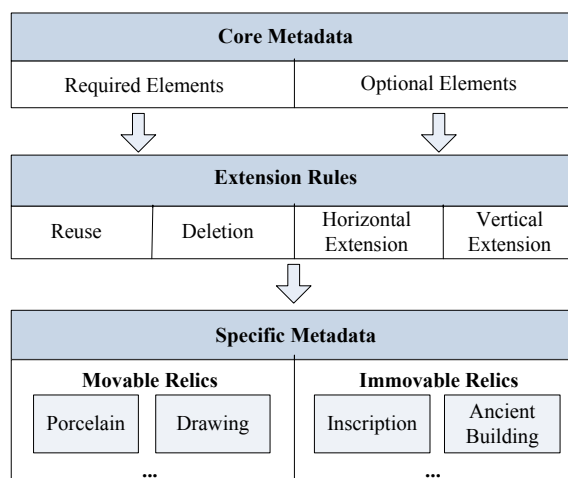 Core Metadata
Required Elements
Optional Elements
Extension Rules
Reuse
Deletion
Horizontal
Extension
Vertical
Extension
Specific Metadata
Movable Relics
Porcelain
Drawing
...
Immovable Relics
Inscription
Ancient
Building
...